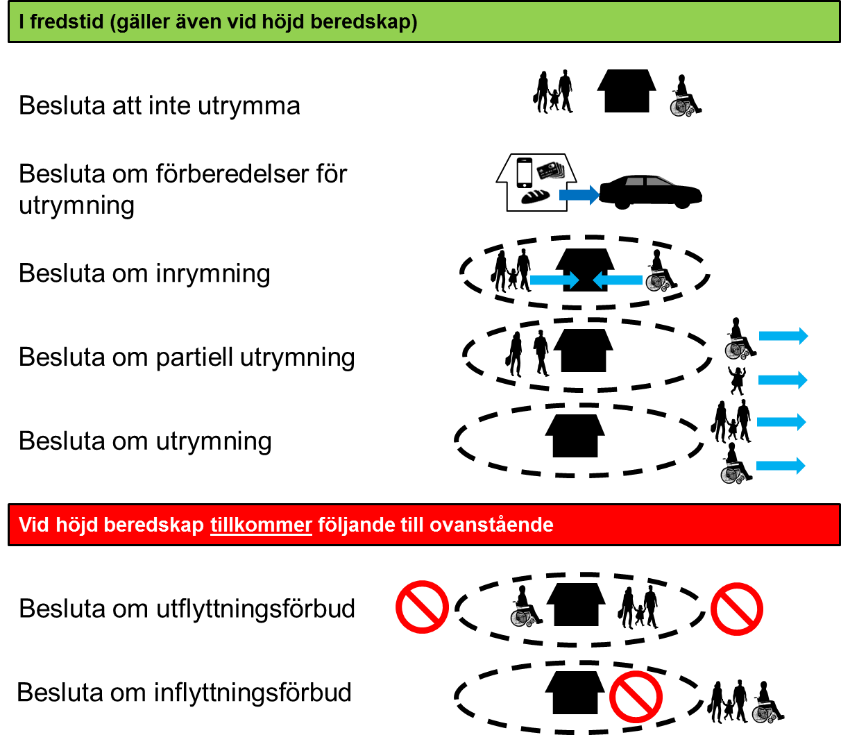 I fredstid (gäller även vid höjd beredskap)
Besluta att inte utrymma
Besluta om förberedelser för
utrymning
Besluta om inrymning
Besluta om partiell utrymning
Besluta om utrymning
Vid höjd beredskap tillkommer följande till ovanstående
Besluta om utflyttningsförbud
Besluta om inflyttningsförbud